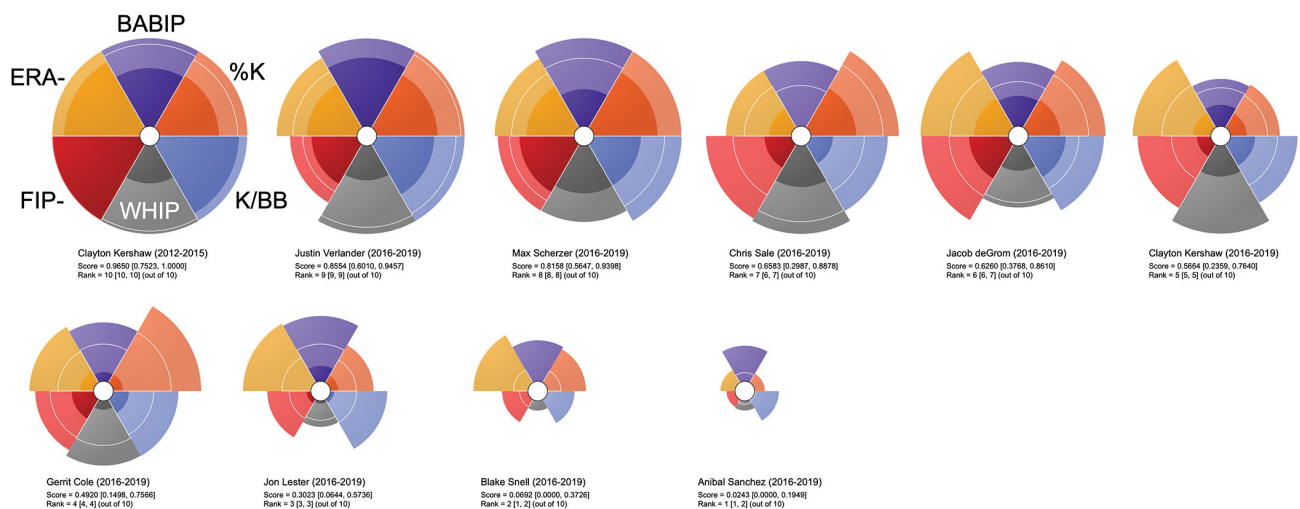 BABIP
ERA-
%K
FIP-
WHIP
K/BB
Clayton Kershaw (2012-2015)
Score = 0.9650 [0.7523, 1.0000]
Rank = 10 [10, 10] (out of 10)
Justin Verlander (2016-2019)
Score = 0.8554 [0.6010, 0.9457]
Rank = 9 [9, 9] (out of 10)
Max Scherzer (2016-2019)
Score = 0.8158 [0.5647, 0.9398]
Rank = 8 [8, 8] (out of 10)
Chris Sale (2016-2019)
Score = 0.6583 [0.2987, 0.8878]
Rank = 7 [6, 7] (out of 10)
Jacob deGrom (2016-2019)
Score = 0.6260 [0.3768, 0.8610]
Rank = 6 [6, 7] (out of 10)
Clayton Kershaw (2016-2019)
Score = 0.5664 [0.2359, 0.7640]
Rank = 5 [5, 5] (out of 10)
Gerrit Cole (2016-2019)
Score = 0.4920 [0.1498, 0.7566]
Rank = 4 [4, 4] (out of 10)
Jon Lester (2016-2019)
Score = 0.3023 [0.0644, 0.5736]
Rank = 3 [3, 3] (out of 10)
Blake Snell (2016-2019)
Score = 0.0692 [0.0000, 0.3726]
Rank = 2 [1, 2] (out of 10)
Anibal Sanchez (2016-2019)
Score = 0.0243 [0.0000, 0.1949]
Rank = 1 [1, 2] (out of 10)